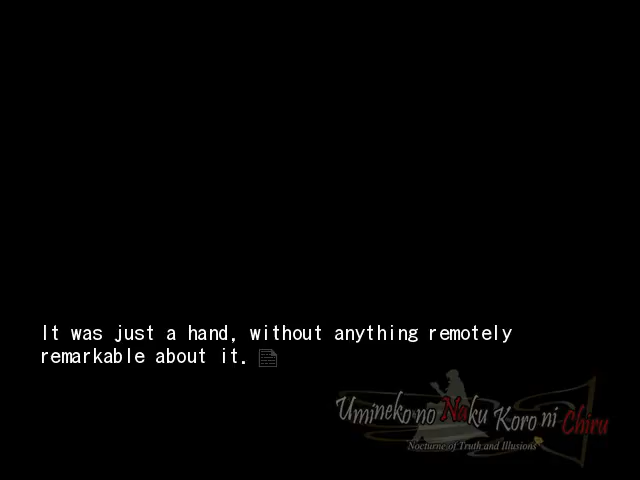 It was just a hand, without anything remotely
remarkable about it.
Umineko no Naku Koro ni Chiru
Nocturne of Truth and Illusions